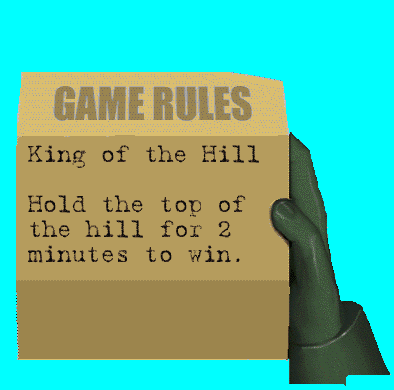 GAME RULES
King of the Hill
Hold the top of
the hill for 2
minutes to win.